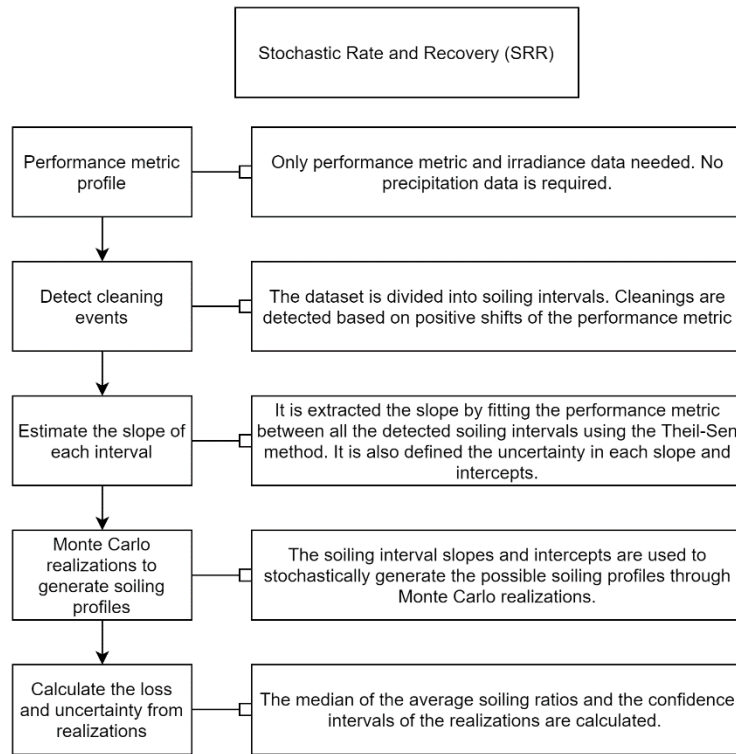 Stochastic Rate and Recovery (SRR)
Performance metric
profile
Only performance metric and irradiance data needed. No
precipitation data is required.
Detect cleaning
events
The dataset is divided into soiling intervals. Cleanings are
detected based on positive shifts of the performance metric
Estimate the slope of
each interval
It is extracted the slope by fitting the performance metric
between all the detected soiling intervals using the Theil-Sen
method. It is also defined the uncertainty in each slope and
intercepts.
Monte Carlo
realizations to
generate soiling
profiles
The soiling interval slopes and intercepts are used to
stochastically generate the possible soiling profiles through
Monte Carlo realizations.
Calculate the loss
and uncertainty from
realizations
The median of the average soiling ratios and the confidence
intervals of the realizations are calculated.